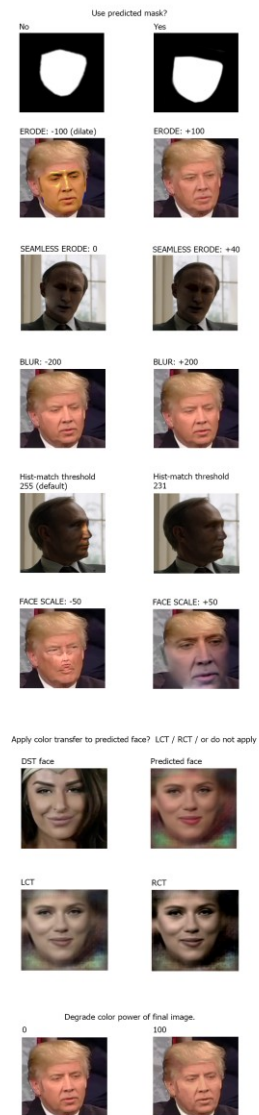 Use predicted mask?
No Yes
ERODE: -100 (dilate) ERODE: +100
SEAMLESS ERODE: 0 SEAMLESS ERODE: +40
BLUR: -200 BLUR: +200
Hist-match threshold Hist-match threshold
255 (default) 231
FACE SCALE: -50 FACE SCALE: +50
Apply color transfer to predicted face? LCT / RCT / or do not apply
DST face Predicted face
LCT RCT
Degrade color power of final image.
0 100